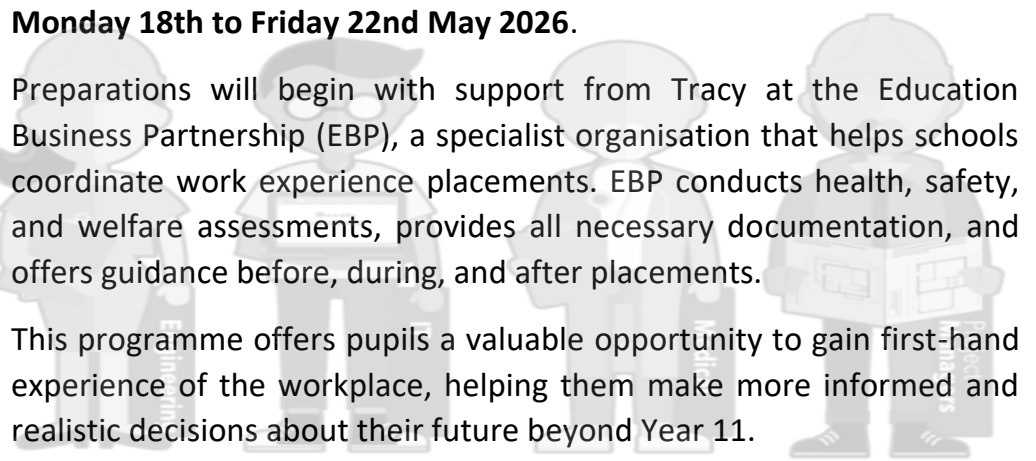 Monday 18th to Friday 22nd May 2026.
Preparations will begin with support from Tracy at the Education
Business Partnership (EBP), a specialist organisation that helps schools
coordinate work experience placements. EBP conducts health, safety,
and welfare assessments, provides all necessary documentation, and
offers guidance before, during, and after placements.
This programme offers pupils a valuable opportunity to gain first-hand
experience of the workplace, helping them make more informed and
realistic decisions about their future beyond Year 11.
Managers